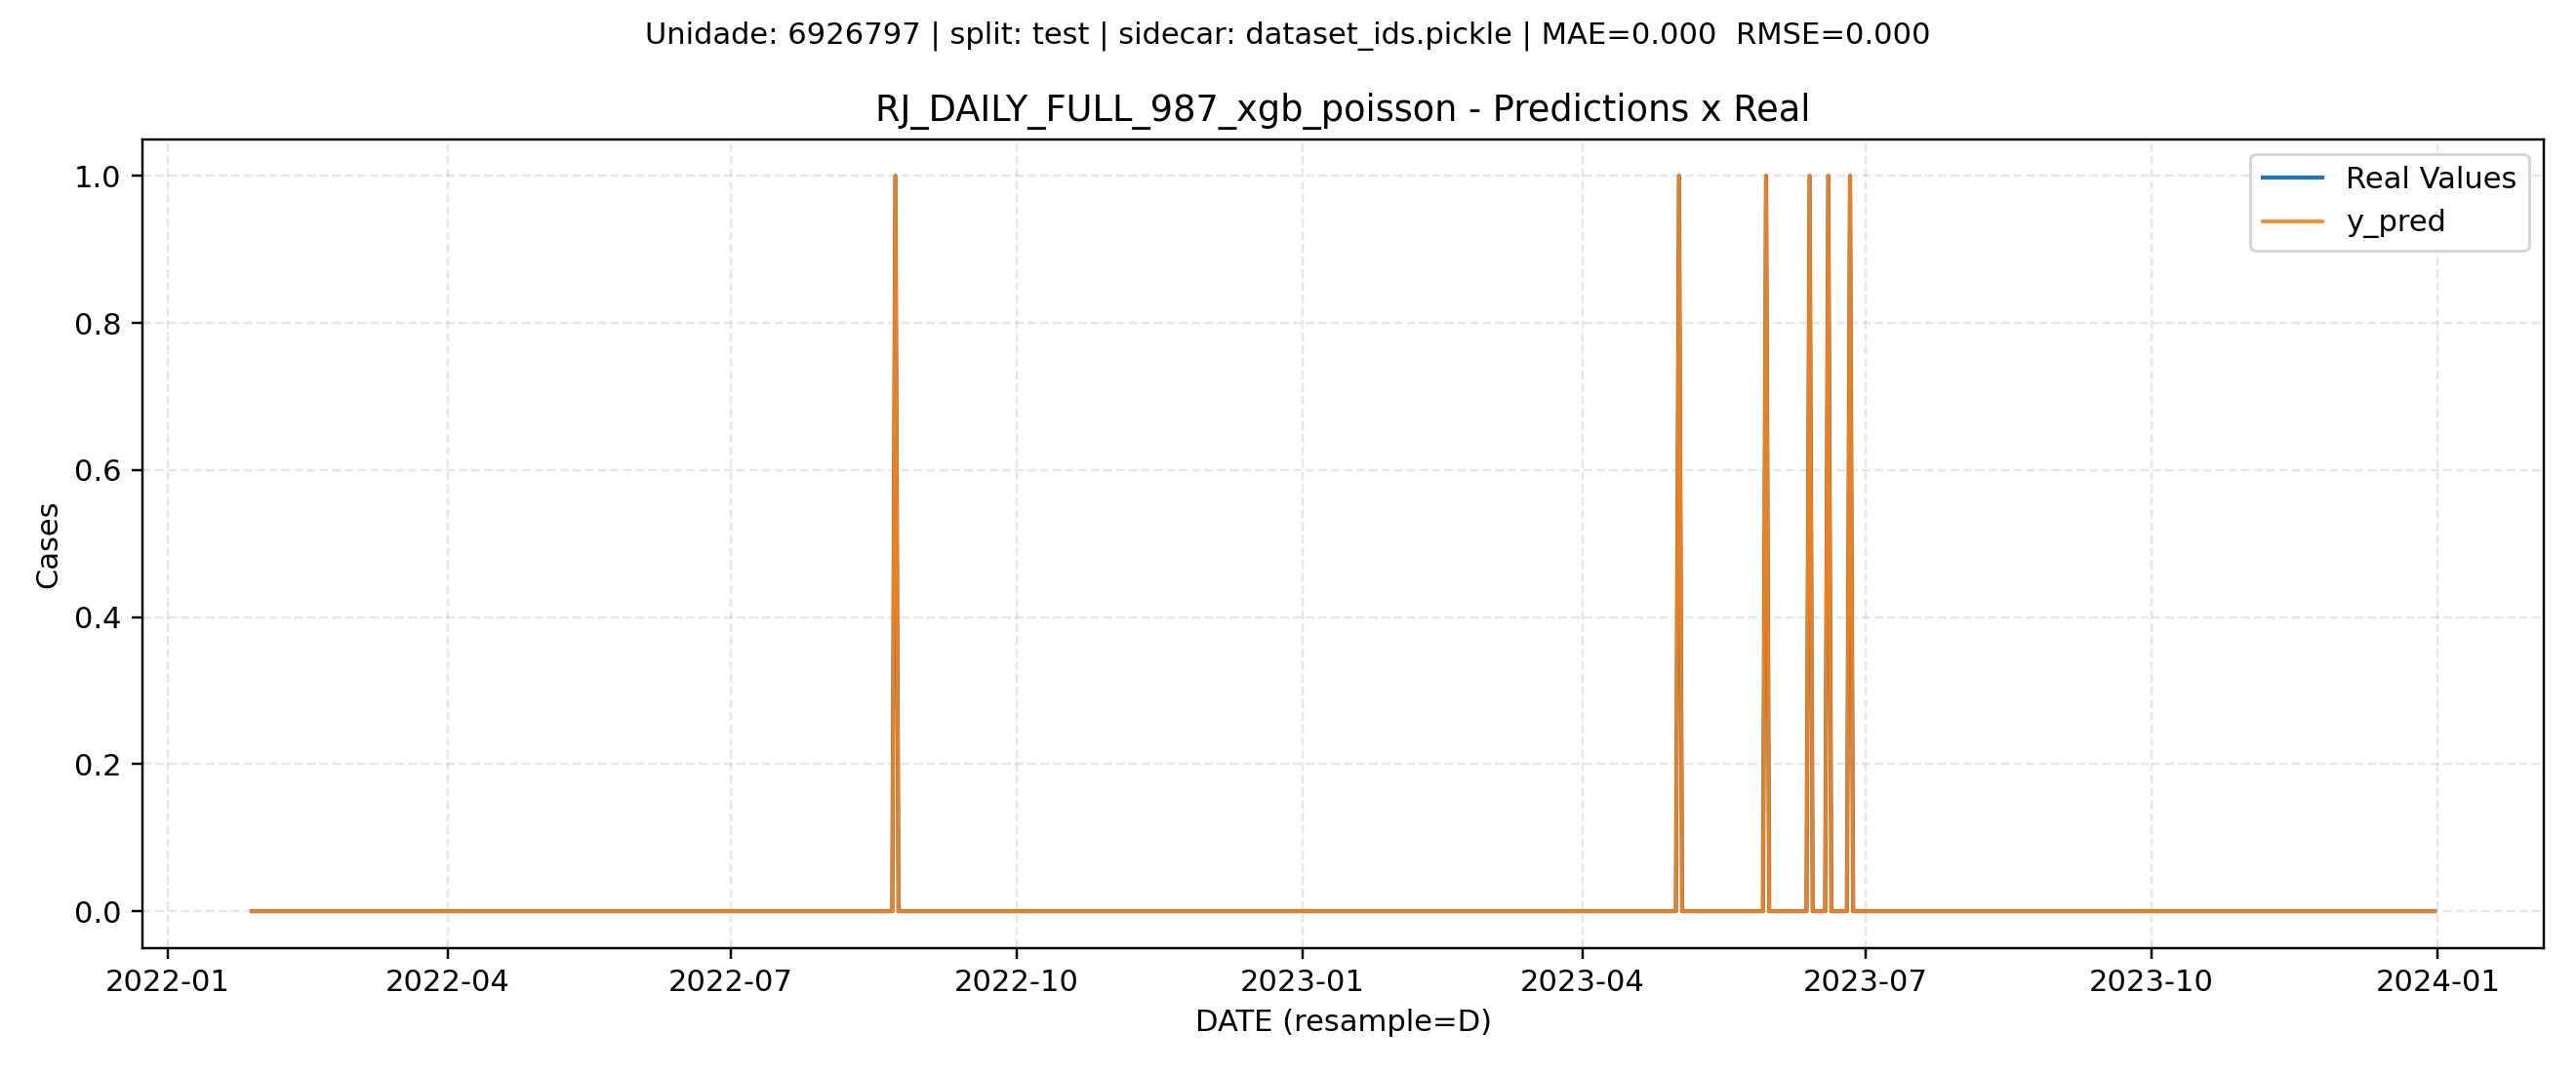 Unidade: 6926797 | split: test | sidecar: dataset_ids.pickle | MAE=0.000  RMSE=0.000
RJ_DAILY_FULL_987_xgb_poisson - Predictions x Real
Real Values
y_pred
1.0
0.8
0.6
0.4
0.2
0.0
Cases
2022-01
2022-04
2022-07
2022-10
2023-01
2023-04
2023-07
2023-10
2024-01
DATE (resample=D)